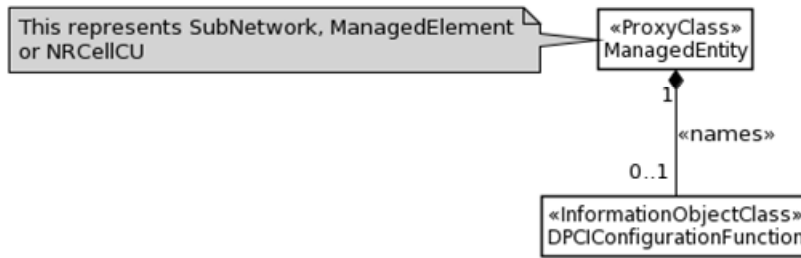 This represents SubNetwork, ManagedElement
or NRCellCU
«ProxyClass»
ManagedEntity
1
«names»
0..1
«InformationObjectClass»
DPCIConfigurationFunction